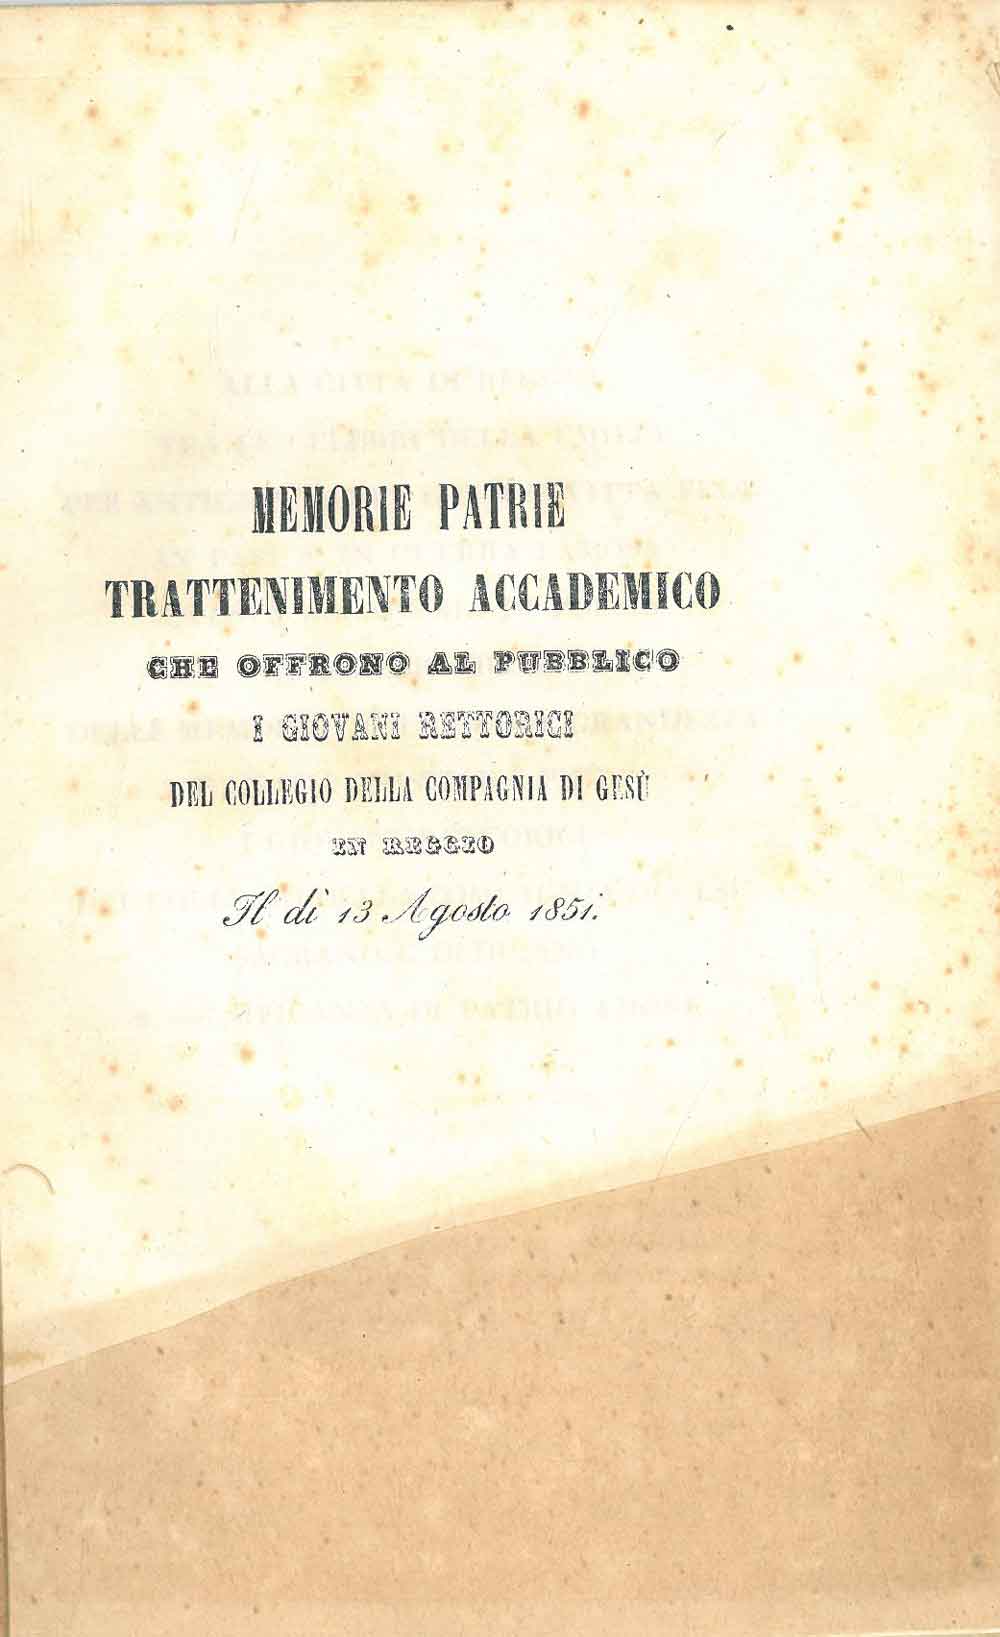 MEMORIE PATRIE
TRATTENIMENTO ACCADEMICO
CHE OFFRONO AL PUBBLICO
I GIOVANI RETTORICI
DEL COLLEGIO DELLA COMPAGNIA DI GESÙ
IN REGGIO
Il dì 13 Agosto 1851.